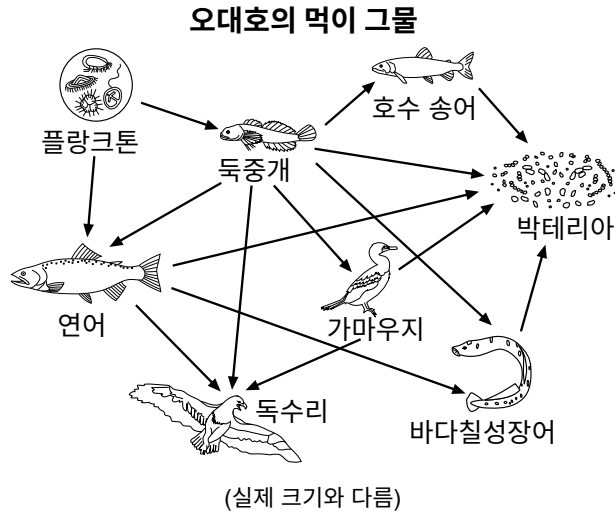 오대호의 먹이 그물
호수 송어
플랑크톤
둑중개
박테리아
연어
가마우지
독수리
바다칠성장어
(실제 크기와 다름)